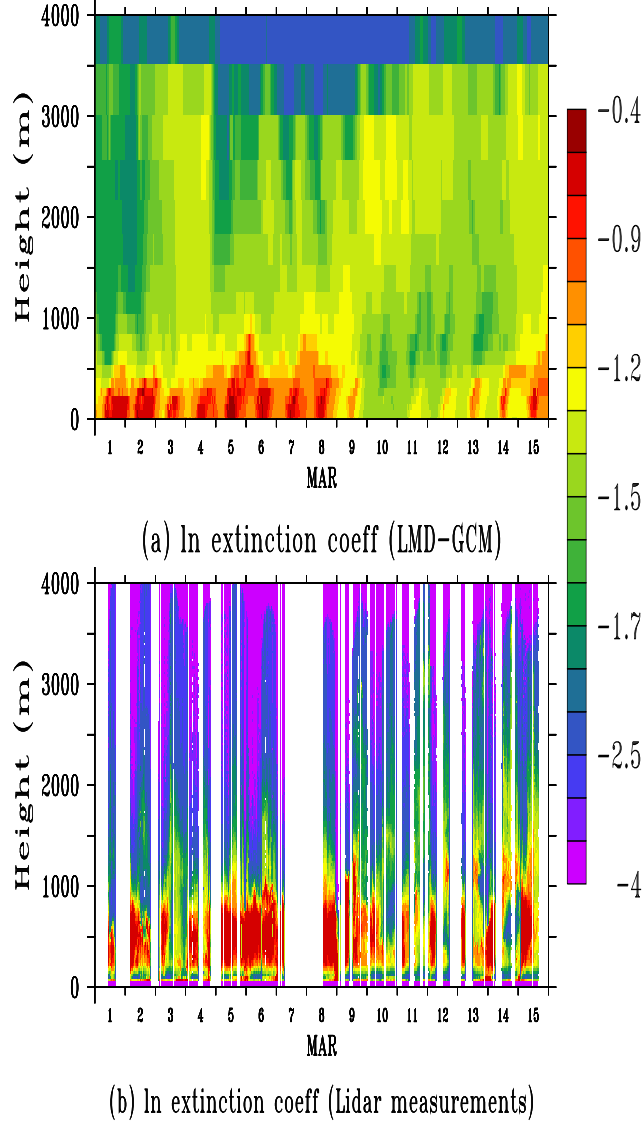 4000
3000
2000
1000
0
Height (m)
1 2 3 4 5 6 7 8 9 10 11 12 13 14 15
MAR
(a) ln extinction coeff (LMD-GCM)
-0.4
-0.9
-1.2
-1.5
-1.7
-2.5
-4
4000
3000
2000
1000
0
Height (m)
1 2 3 4 5 6 7 8 9 10 11 12 13 14 15
MAR
(b) ln extinction coeff (Lidar measurements)